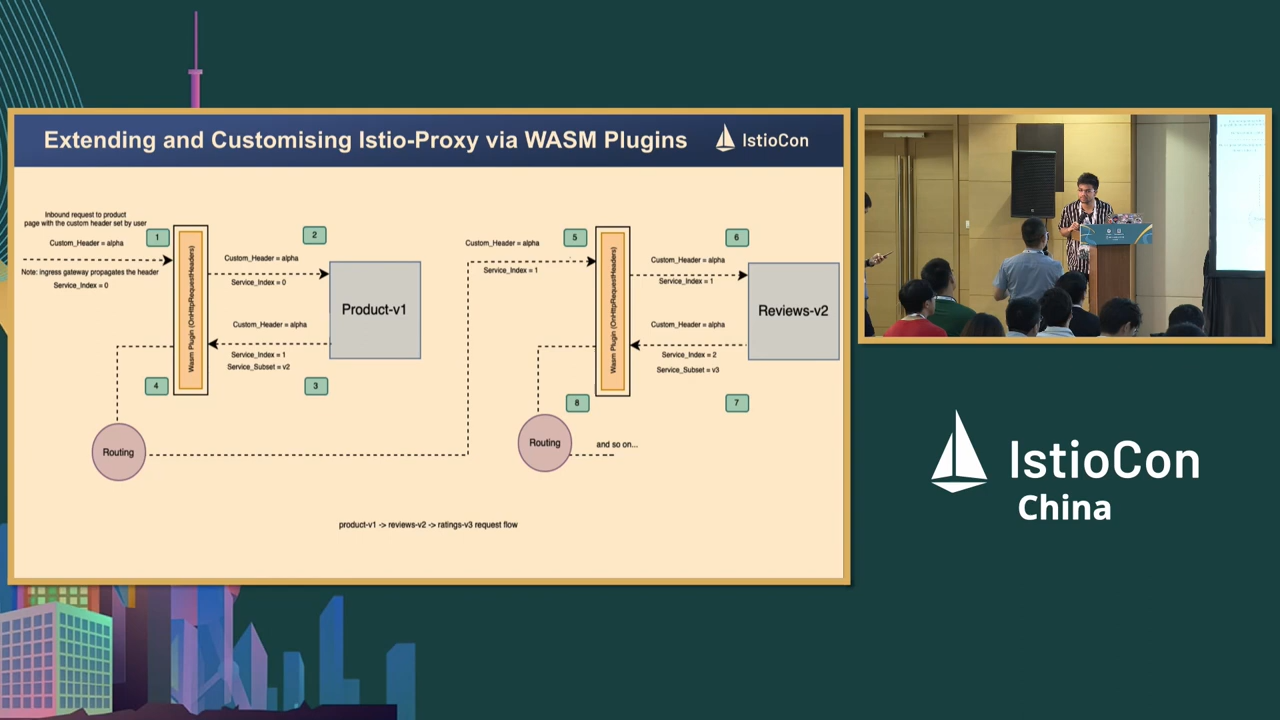 Extending and Customising Istio-Proxy via WASM Plugins
IstioCon
Inbound request to product
page with the custom header set by user
Custom_Header = alpha
Note: ingress gateway propagates the header
Service_Index = 0
1
Wasm Plugin (OnHttpRequestHeaders)
2
Custom_Header = alpha
Service_Index = 0
Product-v1
Custom_Header = alpha
Service_Index = 1
Service_Subset = v2
3
4
Routing
Custom_Header = alpha
Service_Index = 1
5
Wasm Plugin (OnHttpRequestHeaders)
6
Custom_Header = alpha
Service_Index = 1
Reviews-v2
Custom_Header = alpha
Service_Index = 2
Service_Subset = v3
7
8
Routing
and so on...
product-v1 -> reviews-v2 -> ratings-v3 request flow
IstioCon
China